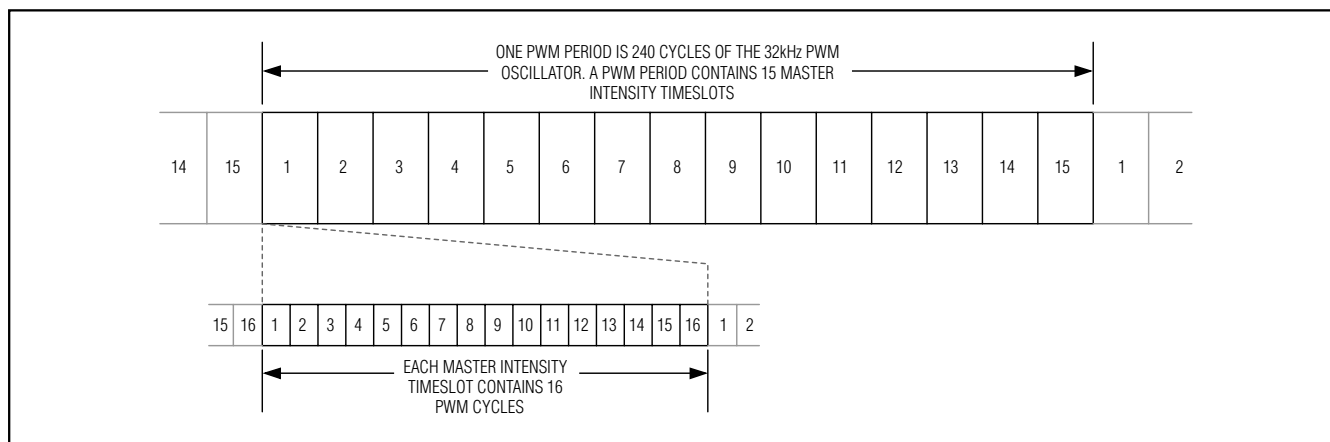 ONE PWM PERIOD IS 240 CYCLES OF THE 32kHz PWM
OSCILLATOR. A PWM PERIOD CONTAINS 15 MASTER
INTENSITY TIMESLOTS
14 15 1 2 3 4 5 6 7 8 9 10 11 12 13 14 15 1 2
15 16 1 2 3 4 5 6 7 8 9 10 11 12 13 14 15 16 1 2
EACH MASTER INTENSITY
TIMESLOT CONTAINS 16
PWM CYCLES